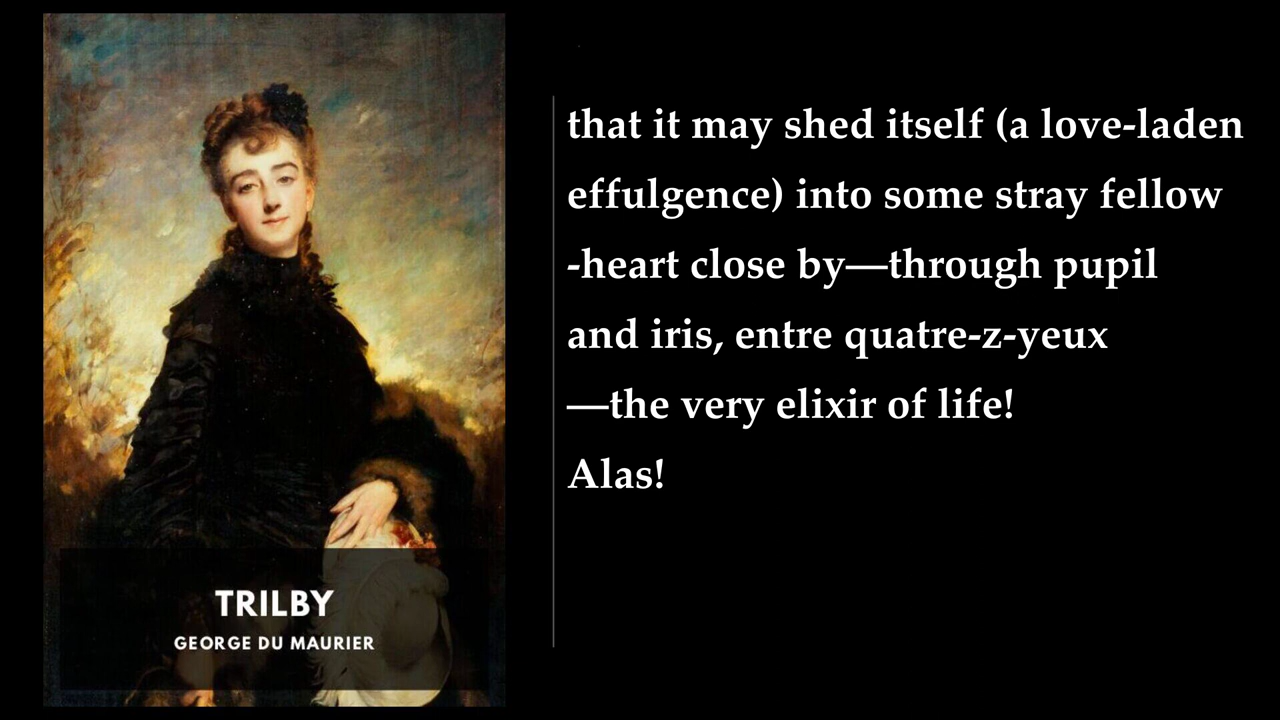 TRILBY
GEORGE DU MAURIER
that it may shed itself (a love-laden
effulgence) into some stray fellow
-heart close by—through pupil
and iris, entre quatre-z-yeux
—the very elixir of life!
Alas!